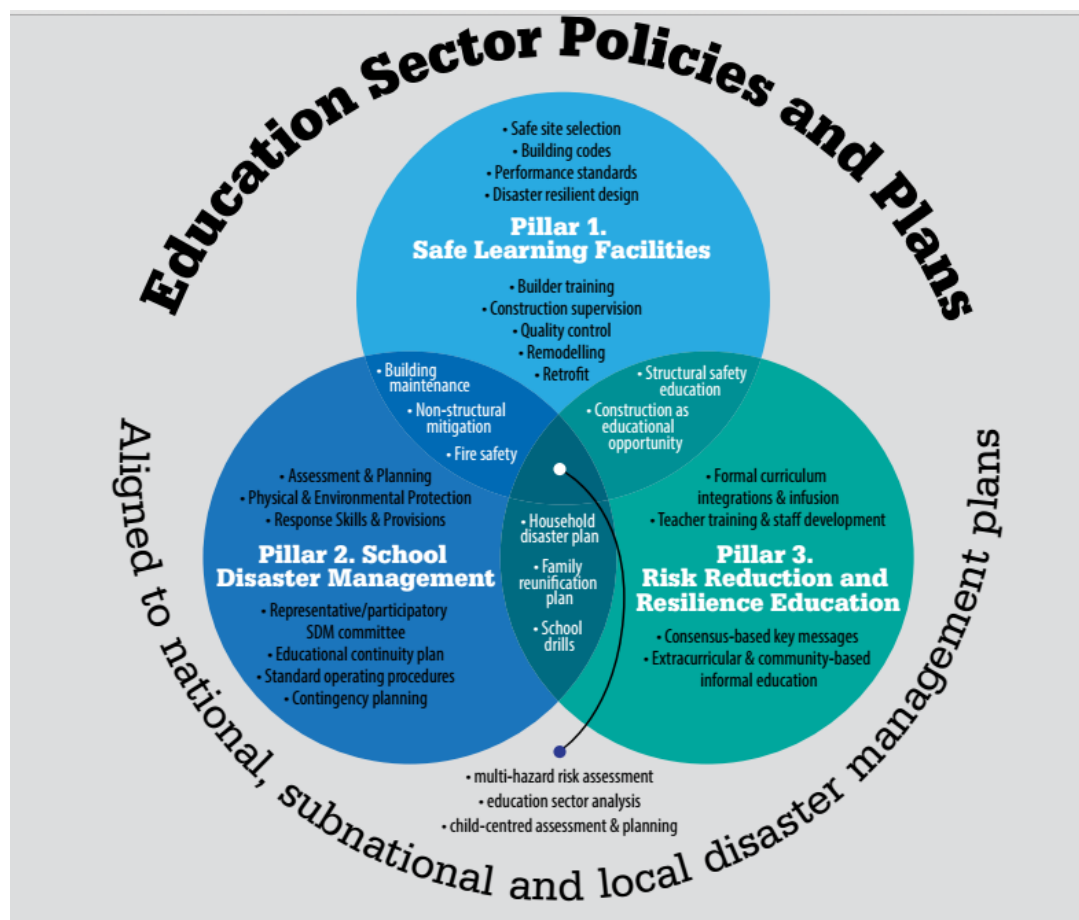 Education Sector Policies and Plans
• Safe site selection
• Building codes
• Performance standards
• Disaster resilient design
Pillar 1.
Safe Learning Facilities
• Builder training
• Construction supervision
• Quality control
• Remodelling
• Retrofit
• Building
maintenance
• Non-structural
mitigation
• Fire safety
• Structural safety
education
• Construction as
educational
opportunity
• Assessment & Planning
• Physical & Environmental Protection
• Response Skills & Provisions
Pillar 2. School
Disaster Management
• Representative/participatory
SDM committee
• Educational continuity plan
• Standard operating procedures
• Contingency planning
• Household
disaster plan
• Family
reunification
plan
• School
drills
• Formal curriculum
integrations & infusion
• Teacher training & staff development
Pillar 3.
Risk Reduction and
Resilience Education
• Consensus-based key messages
• Extracurricular & community-based
informal education
• multi-hazard risk assessment
• education sector analysis
• child-centred assessment & planning
Aligned to national, subnational and local disaster management plans